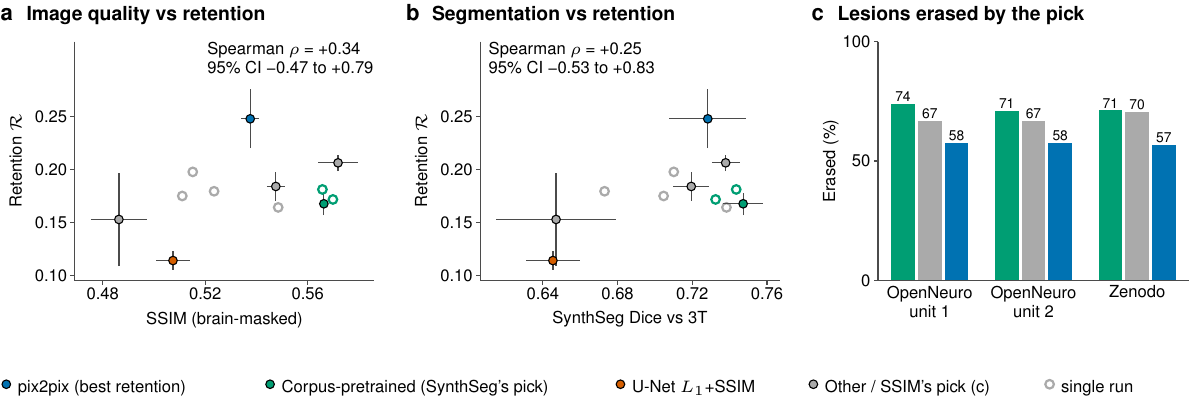 a Image quality vs retention
Spearman ρ = +0.34
95% CI −0.47 to +0.79
Retention ℛ
0.25
0.20
0.15
0.10
0.48
0.52
0.56
SSIM (brain-masked)
b Segmentation vs retention
Spearman ρ = +0.25
95% CI −0.53 to +0.83
Retention ℛ
0.25
0.20
0.15
0.10
0.64
0.68
0.72
0.76
SynthSeg Dice vs 3T
c Lesions erased by the pick
Erased (%)
100
50
0
74
67
58
71
67
58
71
70
57
OpenNeuro
unit 1
OpenNeuro
unit 2
Zenodo
pix2pix (best retention)
Corpus-pretrained (SynthSeg's pick)
U-Net L₁+SSIM
Other / SSIM's pick (c)
single run